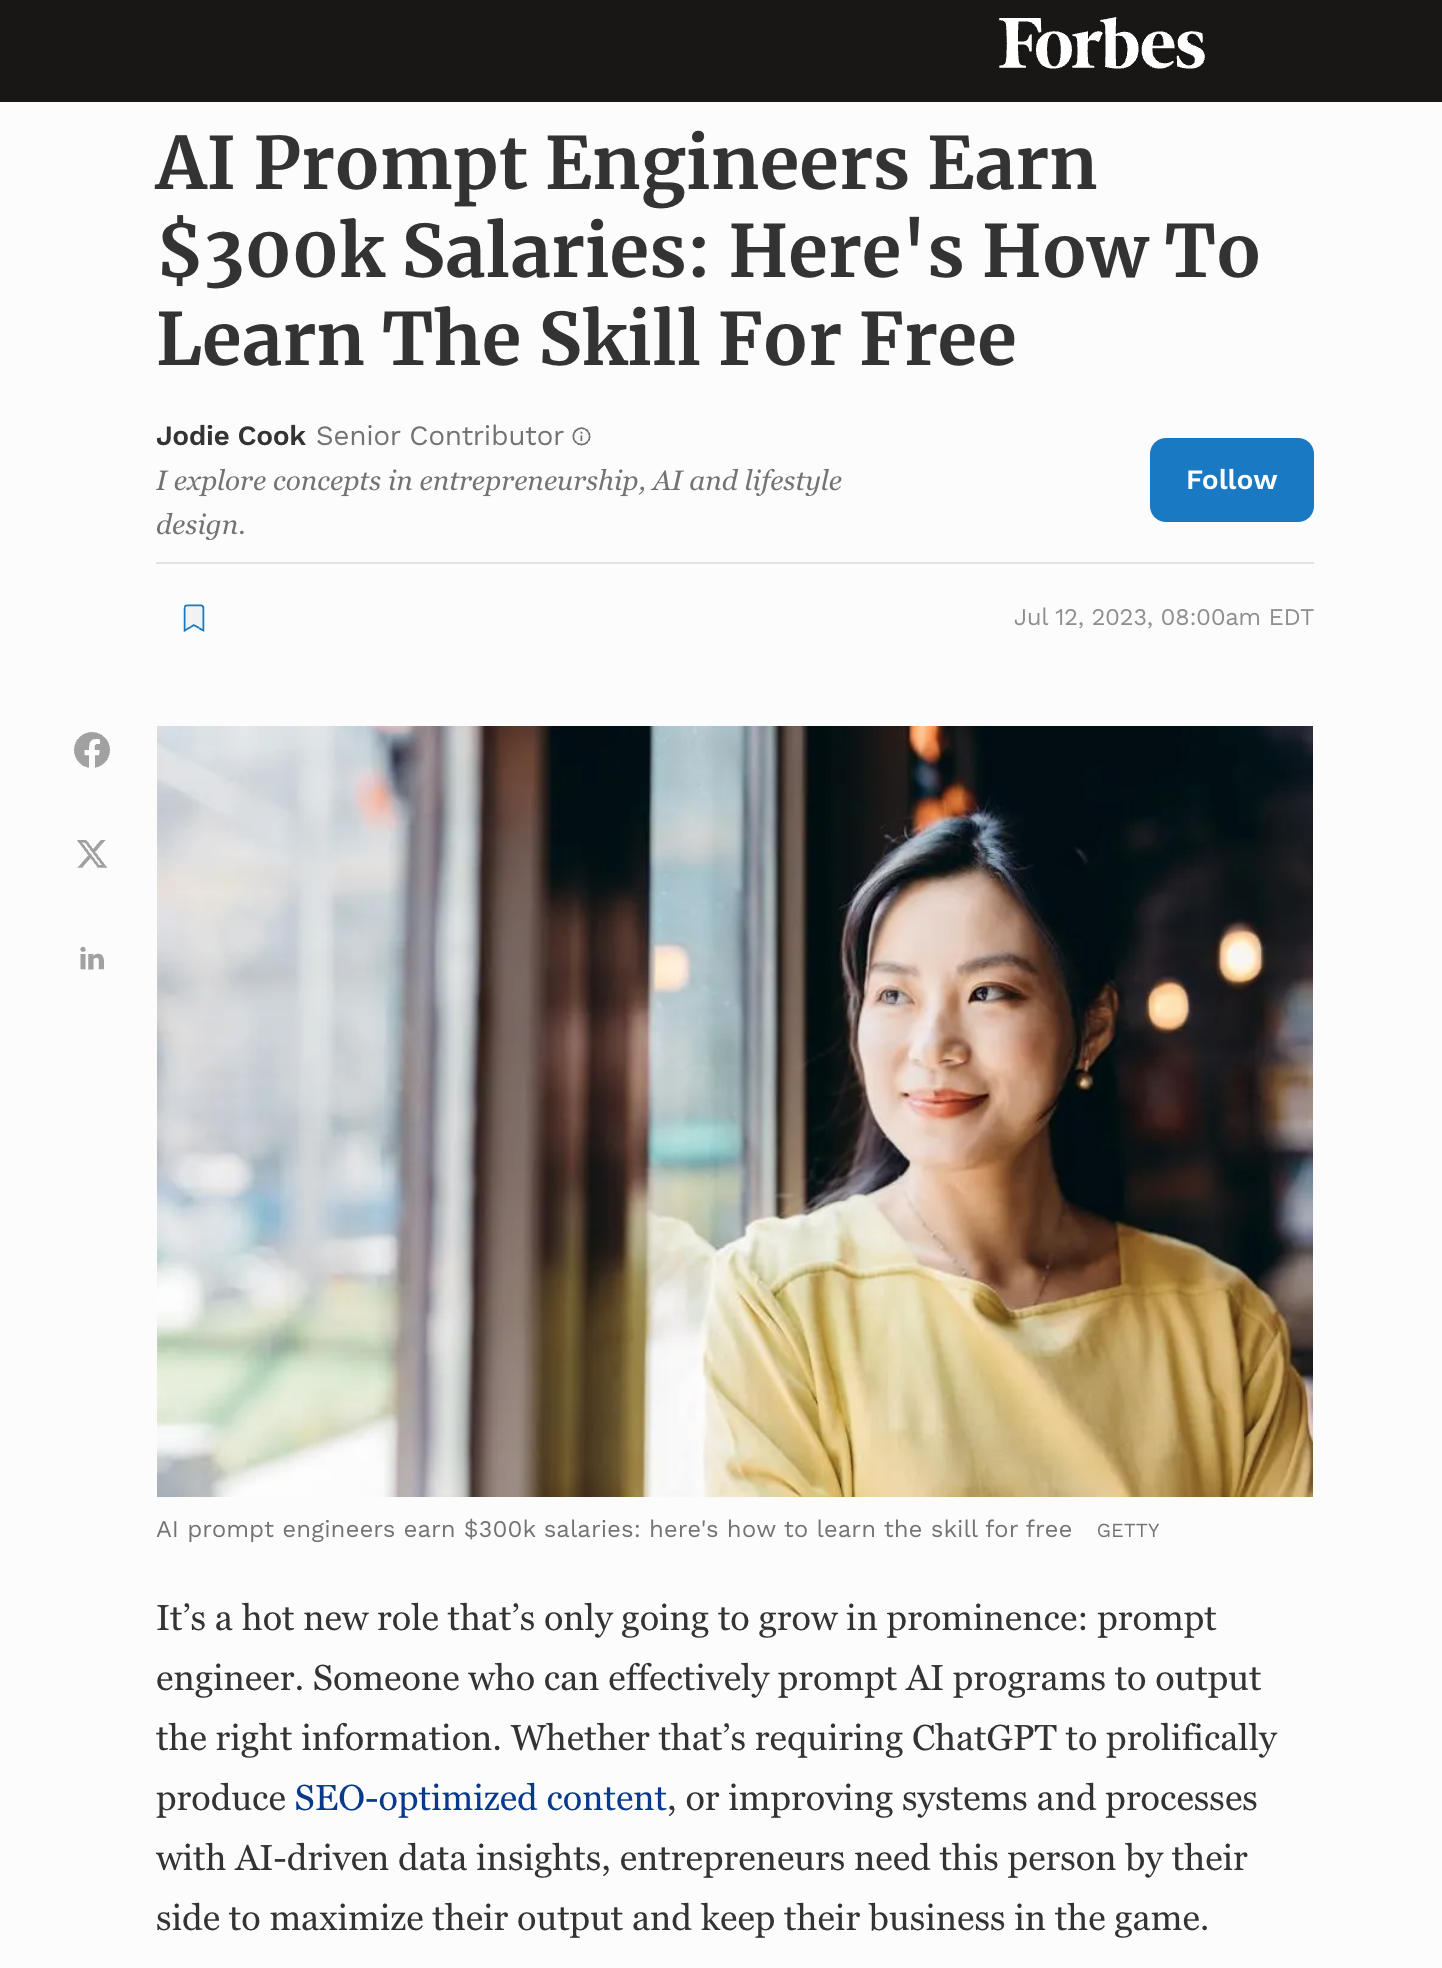 Forbes
AI Prompt Engineers Earn
$300k Salaries: Here's How To
Learn The Skill For Free
Jodie Cook Senior Contributor
I explore concepts in entrepreneurship, AI and lifestyle
design.
Follow
Jul 12, 2023, 08:00am EDT
AI prompt engineers earn $300k salaries: here's how to learn the skill for free GETTY
It’s a hot new role that’s only going to grow in prominence: prompt
engineer. Someone who can effectively prompt AI programs to output
the right information. Whether that’s requiring ChatGPT to prolifically
produce SEO-optimized content, or improving systems and processes
with AI-driven data insights, entrepreneurs need this person by their
side to maximize their output and keep their business in the game.